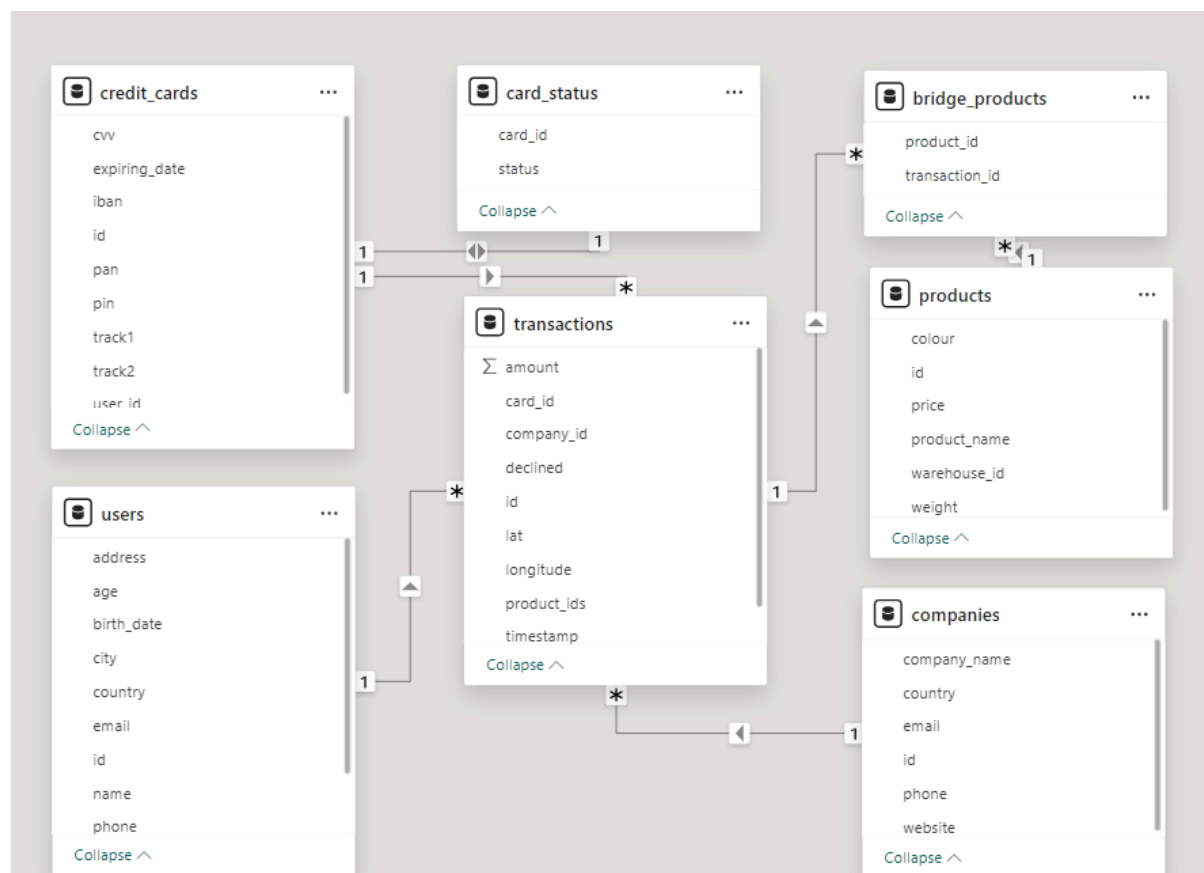 credit_cards
cvv
expiring_date
iban
id
pan
pin
track1
track2
user_id
Collapse
card_status
card_id
status
Collapse
bridge_products
product_id
transaction_id
Collapse
1
1
1
*
*
*
1
transactions
Σ amount
card_id
company_id
declined
id
lat
longitude
product_ids
timestamp
Collapse
products
colour
id
price
product_name
warehouse_id
weight
Collapse
users
address
age
birth_date
city
country
email
id
name
phone
Collapse
*
1
1
*
1
companies
company_name
country
email
id
phone
website
Collapse